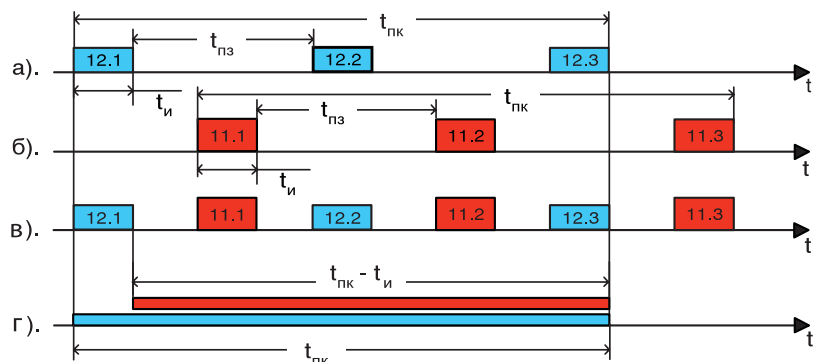 tпк
tпз
а). 12.1 12.2 12.3 t
tи tпк
tпз
б). 11.1 11.2 11.3 t
tи
в). 12.1 11.1 12.2 11.2 12.3 11.3 t
tпк - tи
г). t
tпк